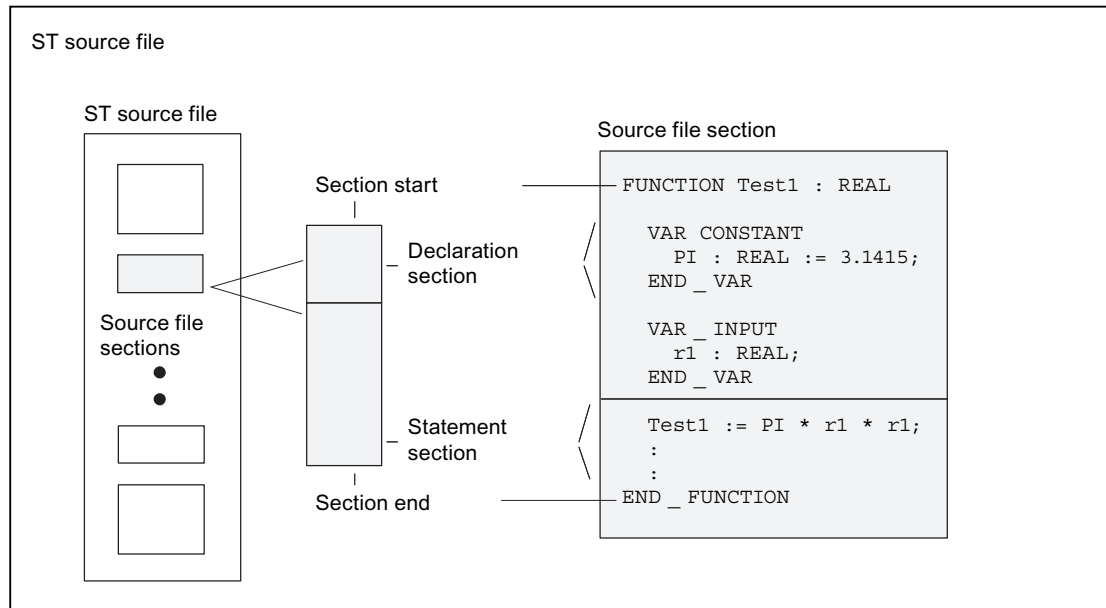 ST source file
ST source file
Source file
sections
Section start
Declaration
section
Statement
section
Section end
Source file section
FUNCTION Test1 : REAL
VAR CONSTANT
PI : REAL := 3.1415;
END _ VAR
VAR _ INPUT
r1 : REAL;
END _ VAR
Test1 := PI * r1 * r1;
:
:
END _ FUNCTION